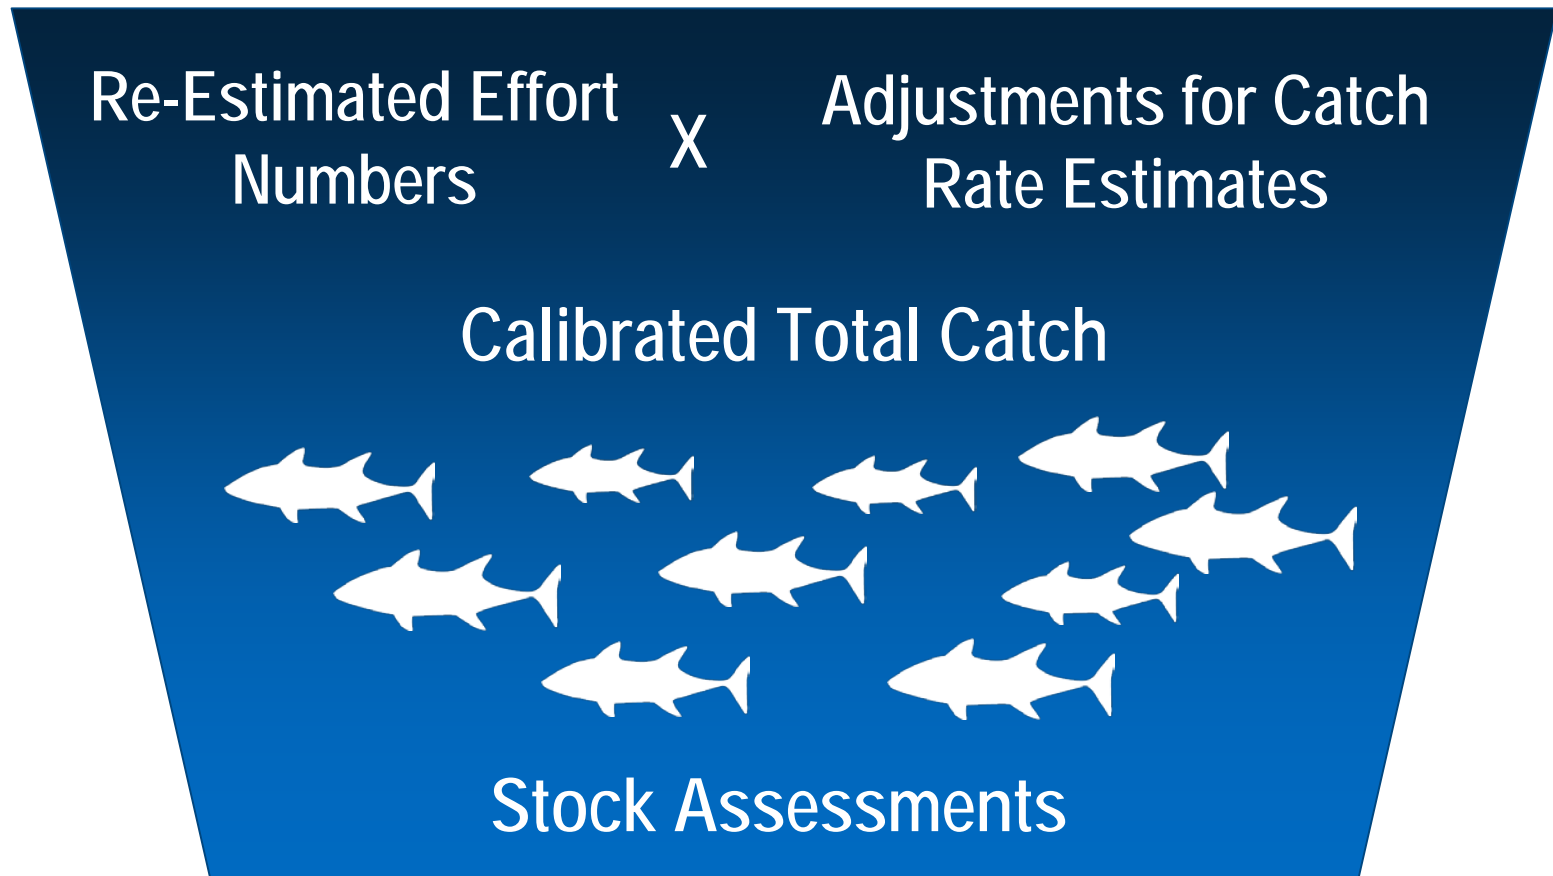 Re-Estimated Effort
Numbers
X
Adjustments for Catch
Rate Estimates
Calibrated Total Catch
Stock Assessments